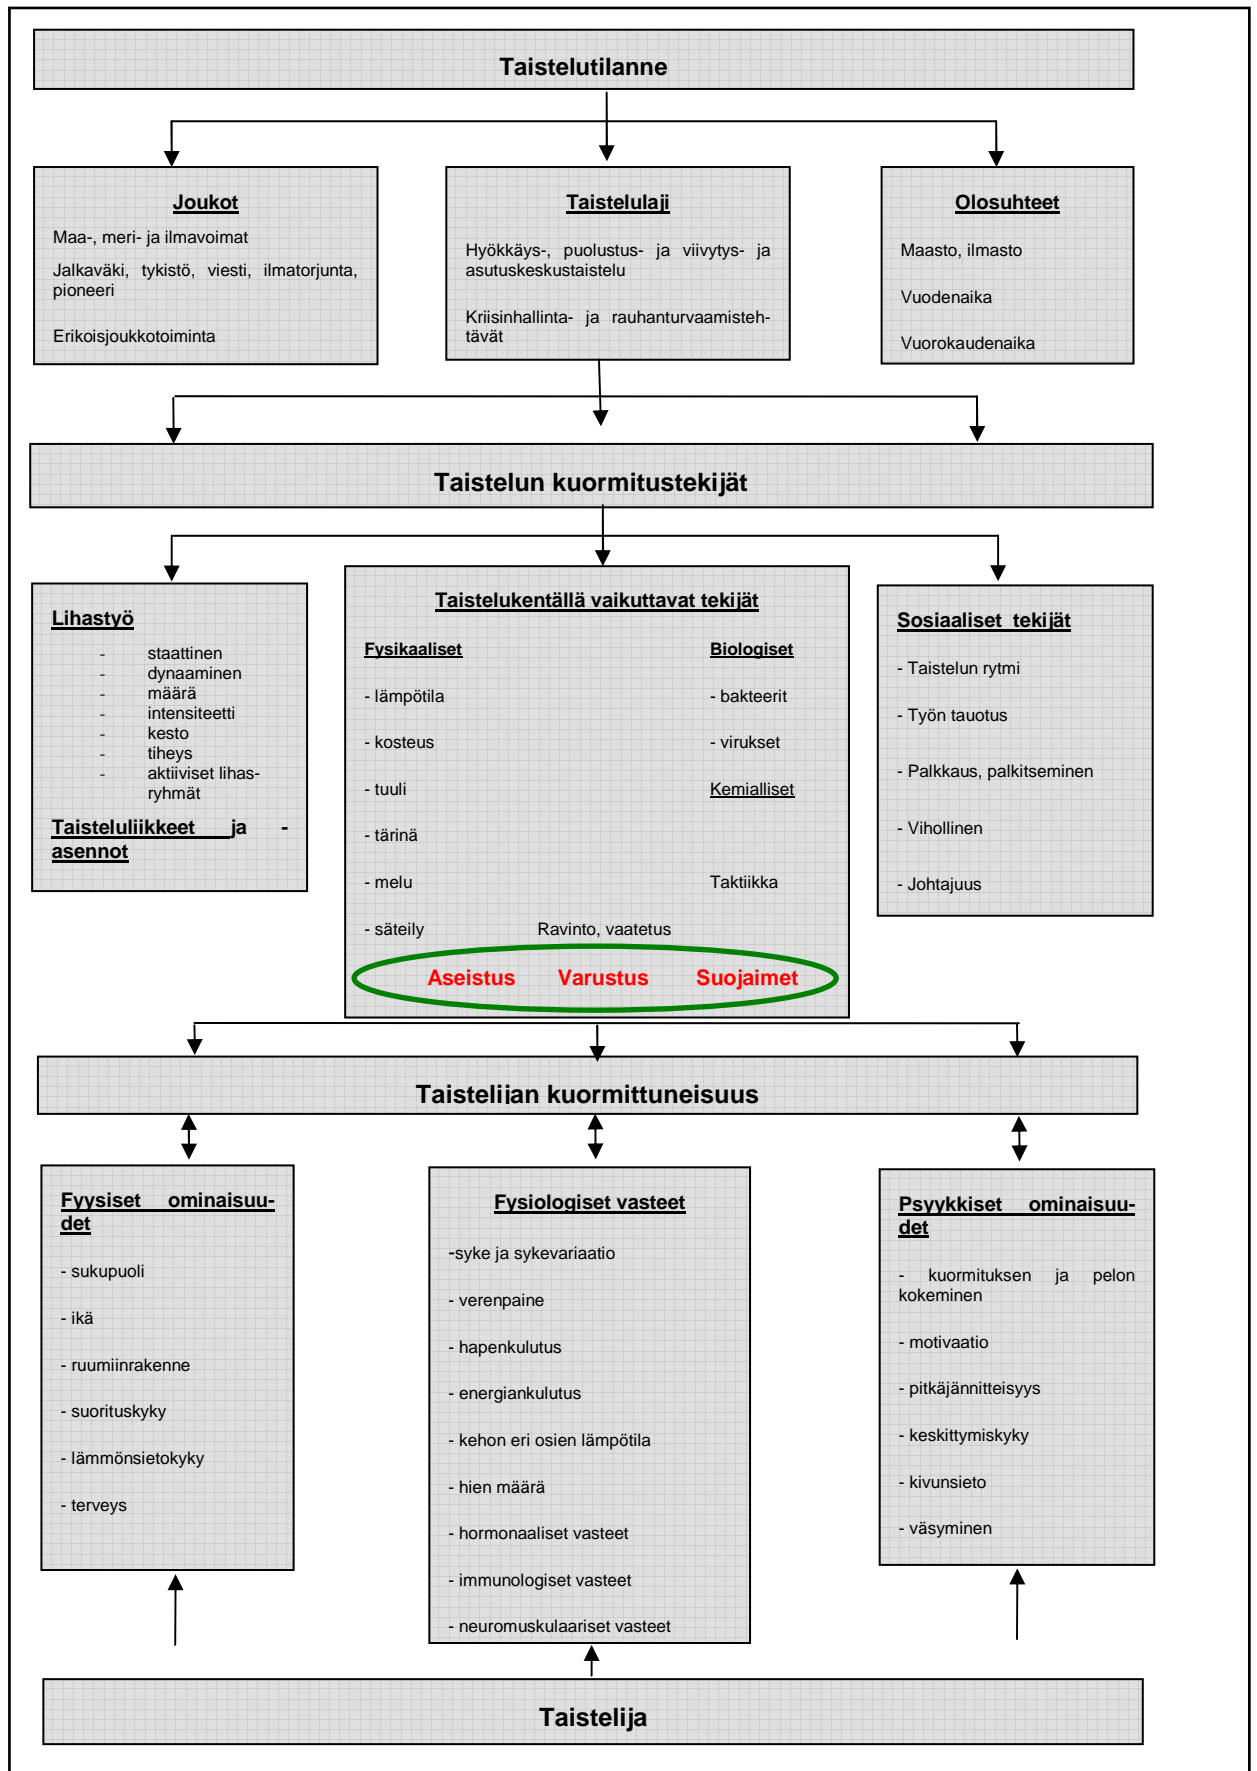 Taistelutilanne
Joukot
Maa-, meri- ja ilmavoimat
Jalkaväki, tykistö, viesti, ilmatorjunta,
pioneeri
Erikoisjoukkotoiminta
Taistelulaji
Hyökkäys-, puolustus- ja viivytys- ja
asutuskeskustaistelu
Kriisinhallinta- ja rauhanturvaamisteh-
tävät
Olosuhteet
Maasto, ilmasto
Vuodenaika
Vuorokaudenaika
Taistelun kuormitustekijät
Lihastyö
- staattinen
- dynaaminen
- määrä
- intensiteetti
- kesto
- tiheys
- aktiiviset lihas-
ryhmät
Taisteluliikkeet ja -
asennot
Taistelukentällä vaikuttavat tekijät
Fysikaaliset Biologiset
- lämpötila - bakteerit
- kosteus - virukset
- tuuli Kemialliset
- tärinä
- melu Taktiikka
- säteily Ravinto, vaatetus
Aseistus Varustus Suojaimet
Sosiaaliset tekijät
- Taistelun rytmi
- Työn tauotus
- Palkkaus, palkitseminen
- Vihollinen
- Johtajuus
Taistelijan kuormittuneisuus
Fyysiset ominaisuu-
det
- sukupuoli
- ikä
- ruumiinrakenne
- suorituskyky
- lämmönsietokyky
- terveys
Fysiologiset vasteet
-syke ja sykevariaatio
- verenpaine
- hapenkulutus
- energiankulutus
- kehon eri osien lämpötila
- hien määrä
- hormonaaliset vasteet
- immunologiset vasteet
- neuromuskulaariset vasteet
Psyykkiset ominaisuu-
det
- kuormituksen ja pelon
kokeminen
- motivaatio
- pitkäjännitteisyys
- keskittymiskyky
- kivunsieto
- väsyminen
Taistelija